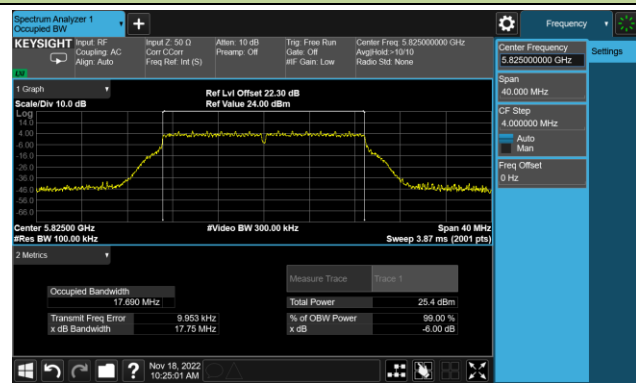 Spectrum Analyzer 1
Occupied BW
Frequency
KEYSIGHT
Input: RF
Coupling: AC
Align: Auto
Input Z: 50 Ω
Corr CCorr
Freq Ref: Int (S)
Atten: 10 dB
Preamp: Off
Trig: Free Run
Gate: Off
#IF Gain: Low
Center Freq: 5.825000000 GHz
Avg|Hold:>10/10
Radio Std: None
Center Frequency
5.825000000 GHz
Settings
Span
40.000 MHz
CF Step
4.000000 MHz
Auto
Man
Freq Offset
0 Hz
1 Graph
Ref Lvl Offset 22.30 dB
Scale/Div 10.0 dB
Ref Value 24.00 dBm
Log
14.0
4.00
-6.00
-16.0
-26.0
-36.0
-46.0
-56.0
-66.0
Center 5.82500 GHz
#Video BW 300.00 kHz
Span 40 MHz
#Res BW 100.00 kHz
Sweep 3.87 ms (2001 pts)
2 Metrics
Measure Trace
Trace 1
Occupied Bandwidth
17.690 MHz
Total Power
25.4 dBm
Transmit Freq Error
9.953 kHz
% of OBW Power
99.00 %
x dB Bandwidth
17.75 MHz
x dB
-6.00 dB
Nov 18, 2022
10:25:01 AM